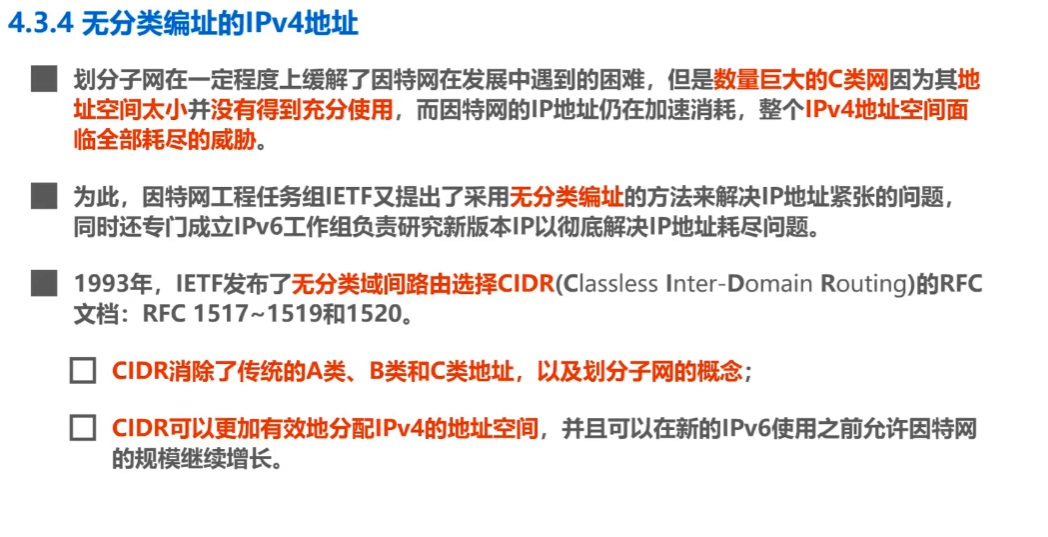 4.3.4 无分类编址的IPv4地址
划分子网在一定程度上缓解了因特网在发展中遇到的困难，但是数量巨大的C类网因为其地
址空间太小并没有得到充分使用，而因特网的IP地址仍在加速消耗，整个IPv4地址空间面
临全部耗尽的威胁。
为此，因特网工程任务组IETF又提出了采用无分类编址的方法来解决IP地址紧张的问题，
同时还专门成立IPv6工作组负责研究新版本IP以彻底解决IP地址耗尽问题。
1993年，IETF发布了无分类域间路由选择CIDR(Classless Inter-Domain Routing)的RFC
文档：RFC 1517~1519和1520。
CIDR消除了传统的A类、B类和C类地址，以及划分子网的概念；
CIDR可以更加有效地分配IPv4的地址空间，并且可以在新的IPv6使用之前允许因特网
的规模继续增长。